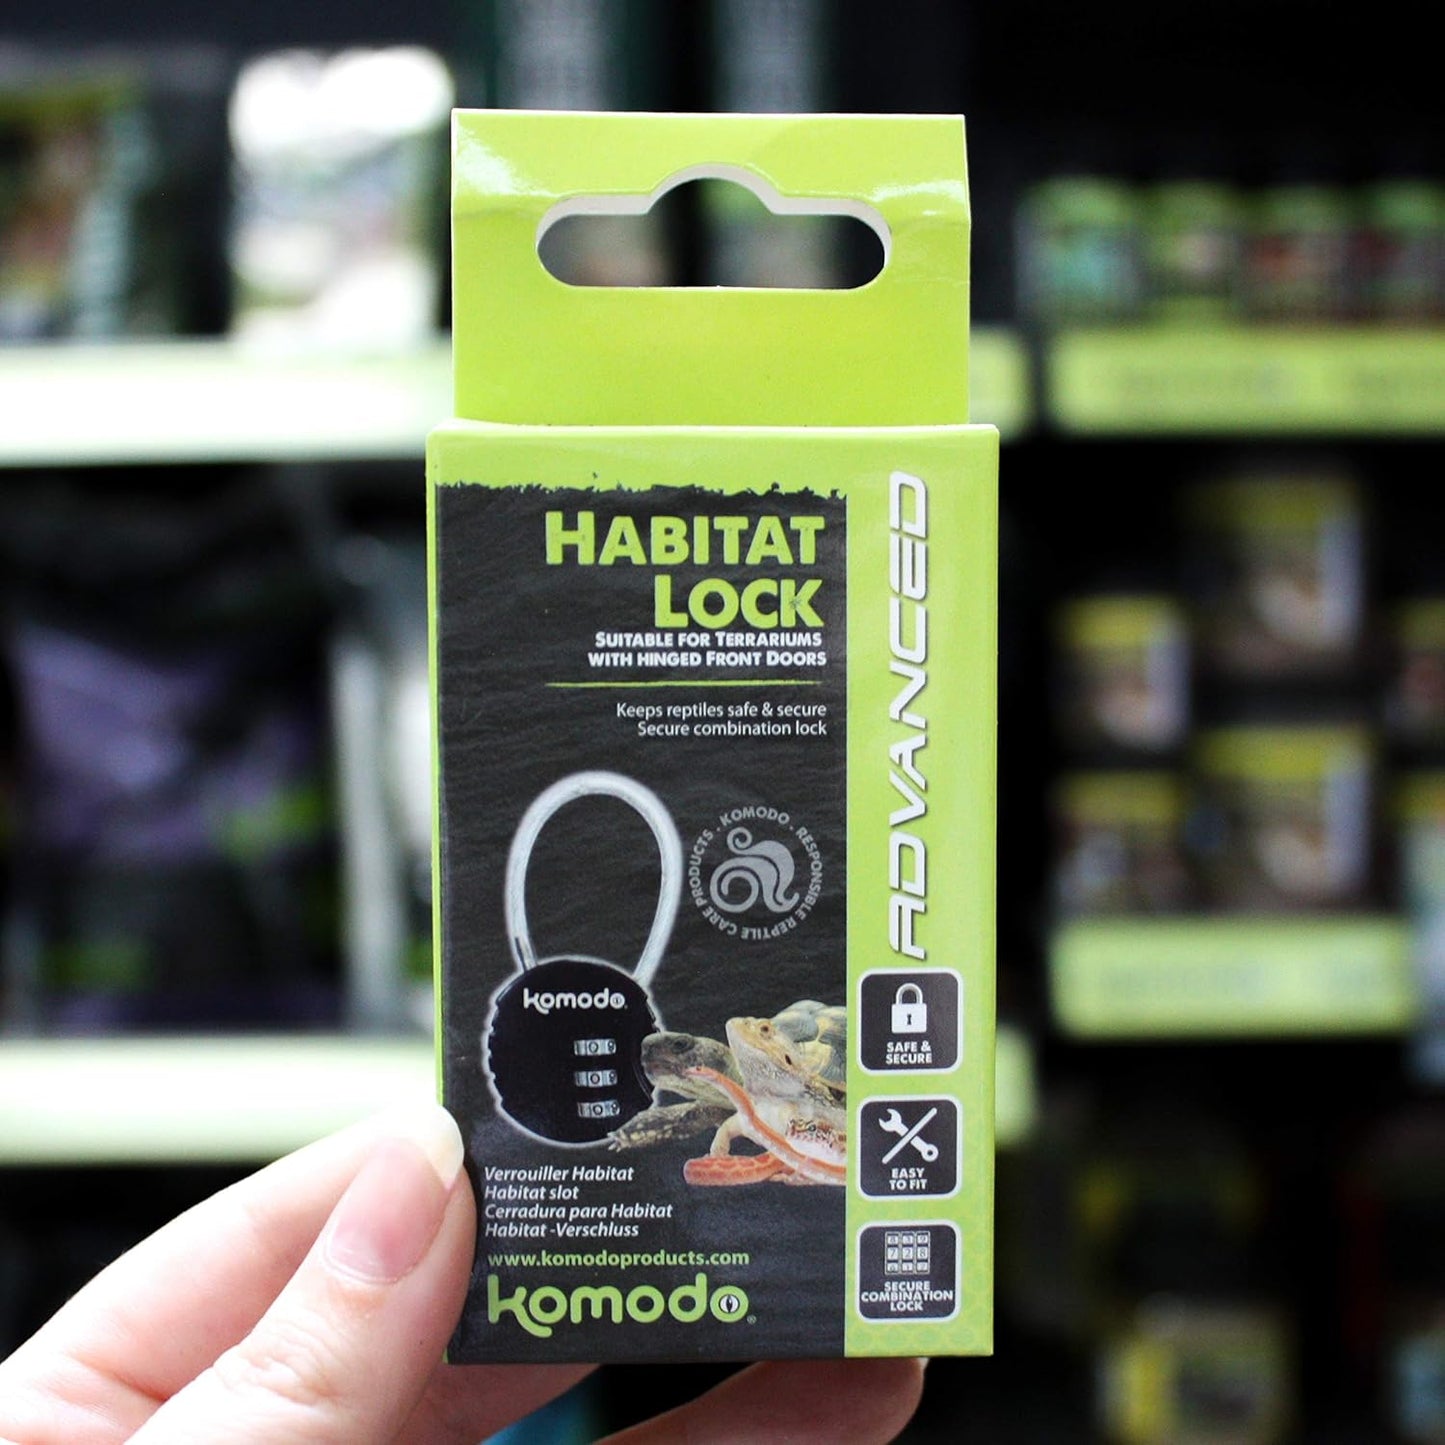 HABITAT
LOCK
SUITABLE FOR TERRARIUMS
WITH HINGED FRONT DOORS
Keeps reptiles safe & secure
Secure combination lock
KOMODO . RESPONSIBLE REPTILE CARE PRODUCTS .
komodo
Verrouiller Habitat
Habitat slot
Cerradura para Habitat
Habitat -Verschluss
www.komodoproducts.com
komodo®
ADVANCED
SAFE &
SECURE
EASY
TO FIT
728
SECURE
COMBINATION
LOCK